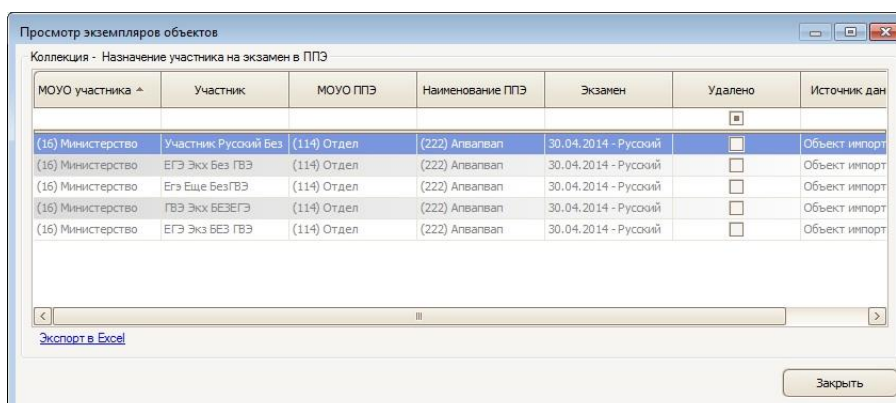 Просмотр экземпляров объектов
Коллекция - Назначение участника на экзамен в ППЭ
МОУО участника Участник МОУО ППЭ Наименование ППЭ Экзамен Удалено Источник дан
(16) Министерство Участник Русский Без (114) Отдел (222) Апвапвап 30.04.2014 - Русский Объект импорт
(16) Министерство ЕГЭ Экх Без ГВЭ (114) Отдел (222) Апвапвап 30.04.2014 - Русский Объект импорт
(16) Министерство Егэ Еще БезГВЭ (114) Отдел (222) Апвапвап 30.04.2014 - Русский Объект импорт
(16) Министерство ГВЭ Экх БЕЗЕГЭ (114) Отдел (222) Апвапвап 30.04.2014 - Русский Объект импорт
(16) Министерство ЕГЭ Экз БЕЗ ГВЭ (114) Отдел (222) Апвапвап 30.04.2014 - Русский Объект импорт
Экспорт в Excel
Закрыть